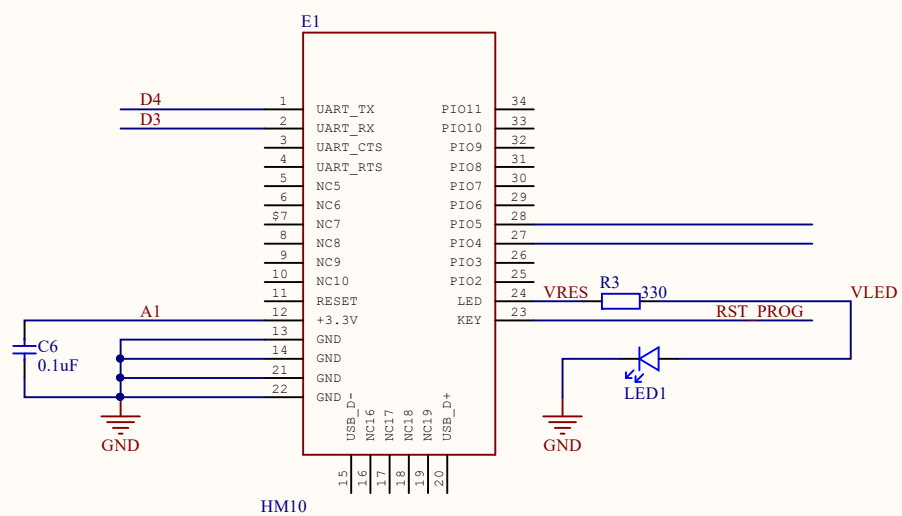 E1
D4 1 UART_TX PIO11 34
D3 2 UART_RX PIO10 33
3 UART_CTS PIO9 32
4 UART_RTS PIO8 31
5 NC5 PIO7 30
6 NC6 PIO6 29
$7 NC7 PIO5 28
8 NC8 PIO4 27
9 NC9 PIO3 26
10 NC10 PIO2 25
11 RESET LED 24 VRES R3 330 VLED
A1 12 +3.3V KEY 23 RST_PROG
13 GND
C6 14 GND
0.1uF 21 GND
22 GND
LED1
USB_D- NC16 NC17 NC18 NC19 USB_D+
GND GND
15 16 17 18 19 20
HM10